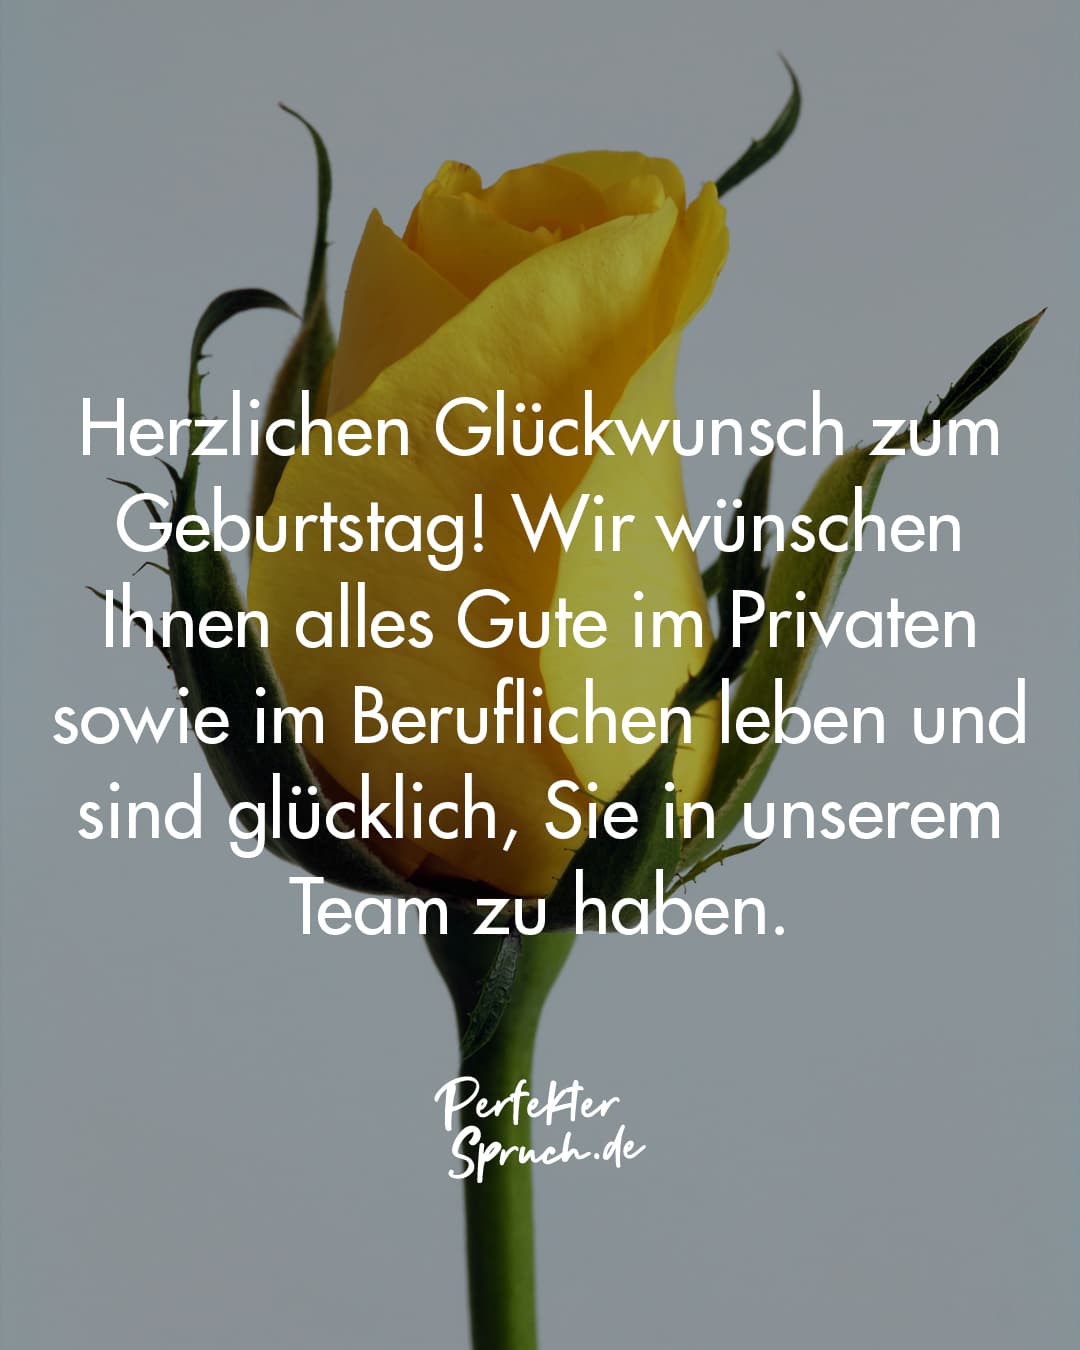 Herzlichen Glückwunsch zum
Geburtstag! Wir wünschen
Ihnen alles Gute im Privaten
sowie im Beruflichen leben und
sind glücklich, Sie in unserem
Team zu haben.
Perfekter
Spruch.de